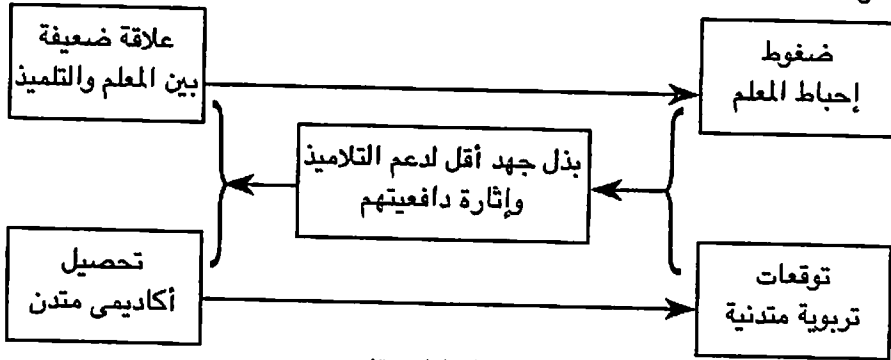 علاقة ضعيفة
بين المعلم والتلميذ
ضغوط
إحباط المعلم
بذل جهد أقل لدعم التلاميذ
وإثارة دافعيتهم
تحصيل
أكاديمى متدن
توقعات
تربوية متدنية